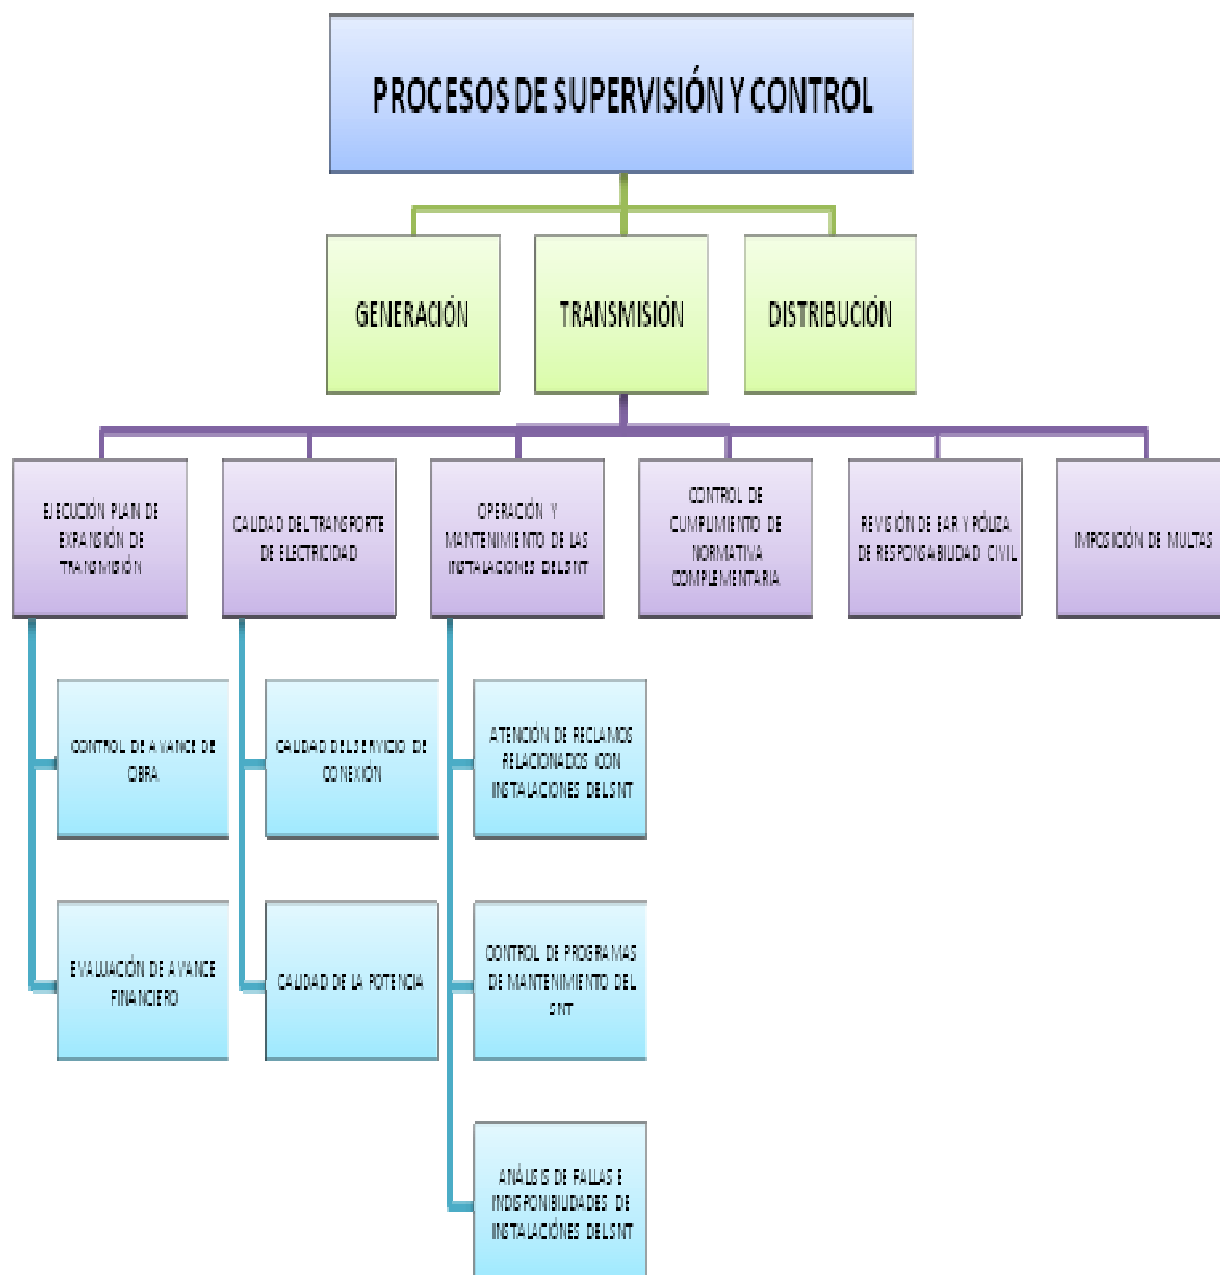 PROCESOS DE SUPERVISIÓN Y CONTROL
GENERACIÓN
TRANSMISIÓN
DISTRIBUCIÓN
EJECUCIÓN PLAN DE
EXPANSIÓN DE
TRANSMISIÓN
CALIDAD DEL TRANSPORTE
DE ELECTRICIDAD
OPERACIÓN Y
MANTENIMIENTO DE LAS
INSTALACIONES DEL SNT
CONTROL DE
CUMPLIMIENTO DE
NORMATIVA
COMPLEMENTARIA
REVISIÓN DE EAR Y PÓLIZA
DE RESPONSABILIDAD CIVIL
IMPOSICIÓN DE MULTAS
CONTROL DE AVANCE DE
OBRA
CALIDAD DEL SERVICIO DE
CONEXIÓN
ATENCIÓN DE RECLAMOS
RELACIONADOS CON
INSTALACIONES DEL SNT
EVALUACIÓN DE AVANCE
FINANCIERO
CALIDAD DE LA POTENCIA
CONTROL DE PROGRAMAS
DE MANTENIMIENTO DEL
SNT
ANÁLISIS DE FALLAS E
INDISPONIBILIDADES DE
INSTALACIÓNES DEL SNT